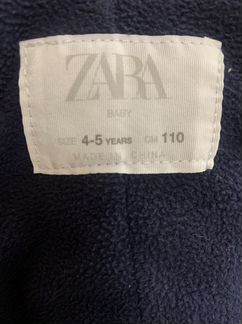 ZARA
BABY
SIZE 4-5 YEARS CM 110
MADE IN CHINA